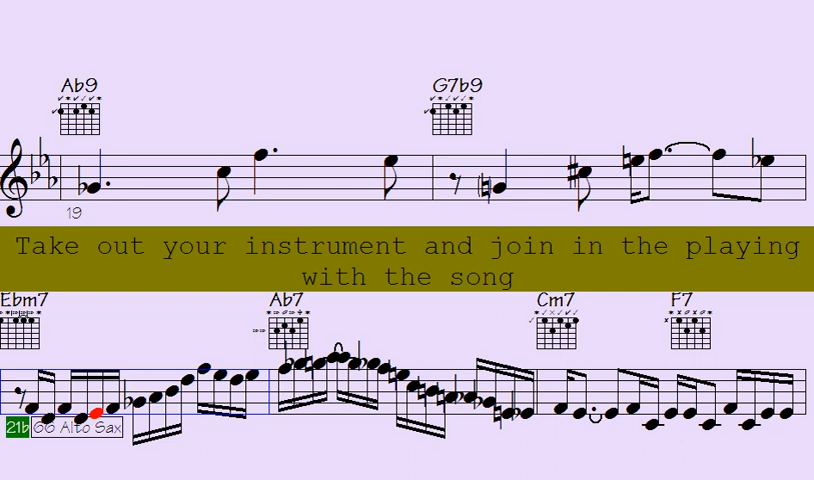 Ab9 G7b9
19
Take out your instrument and join in the playing
with the song
Ebm7 Ab7 Cm7 F7
21b 66 Alto Sax